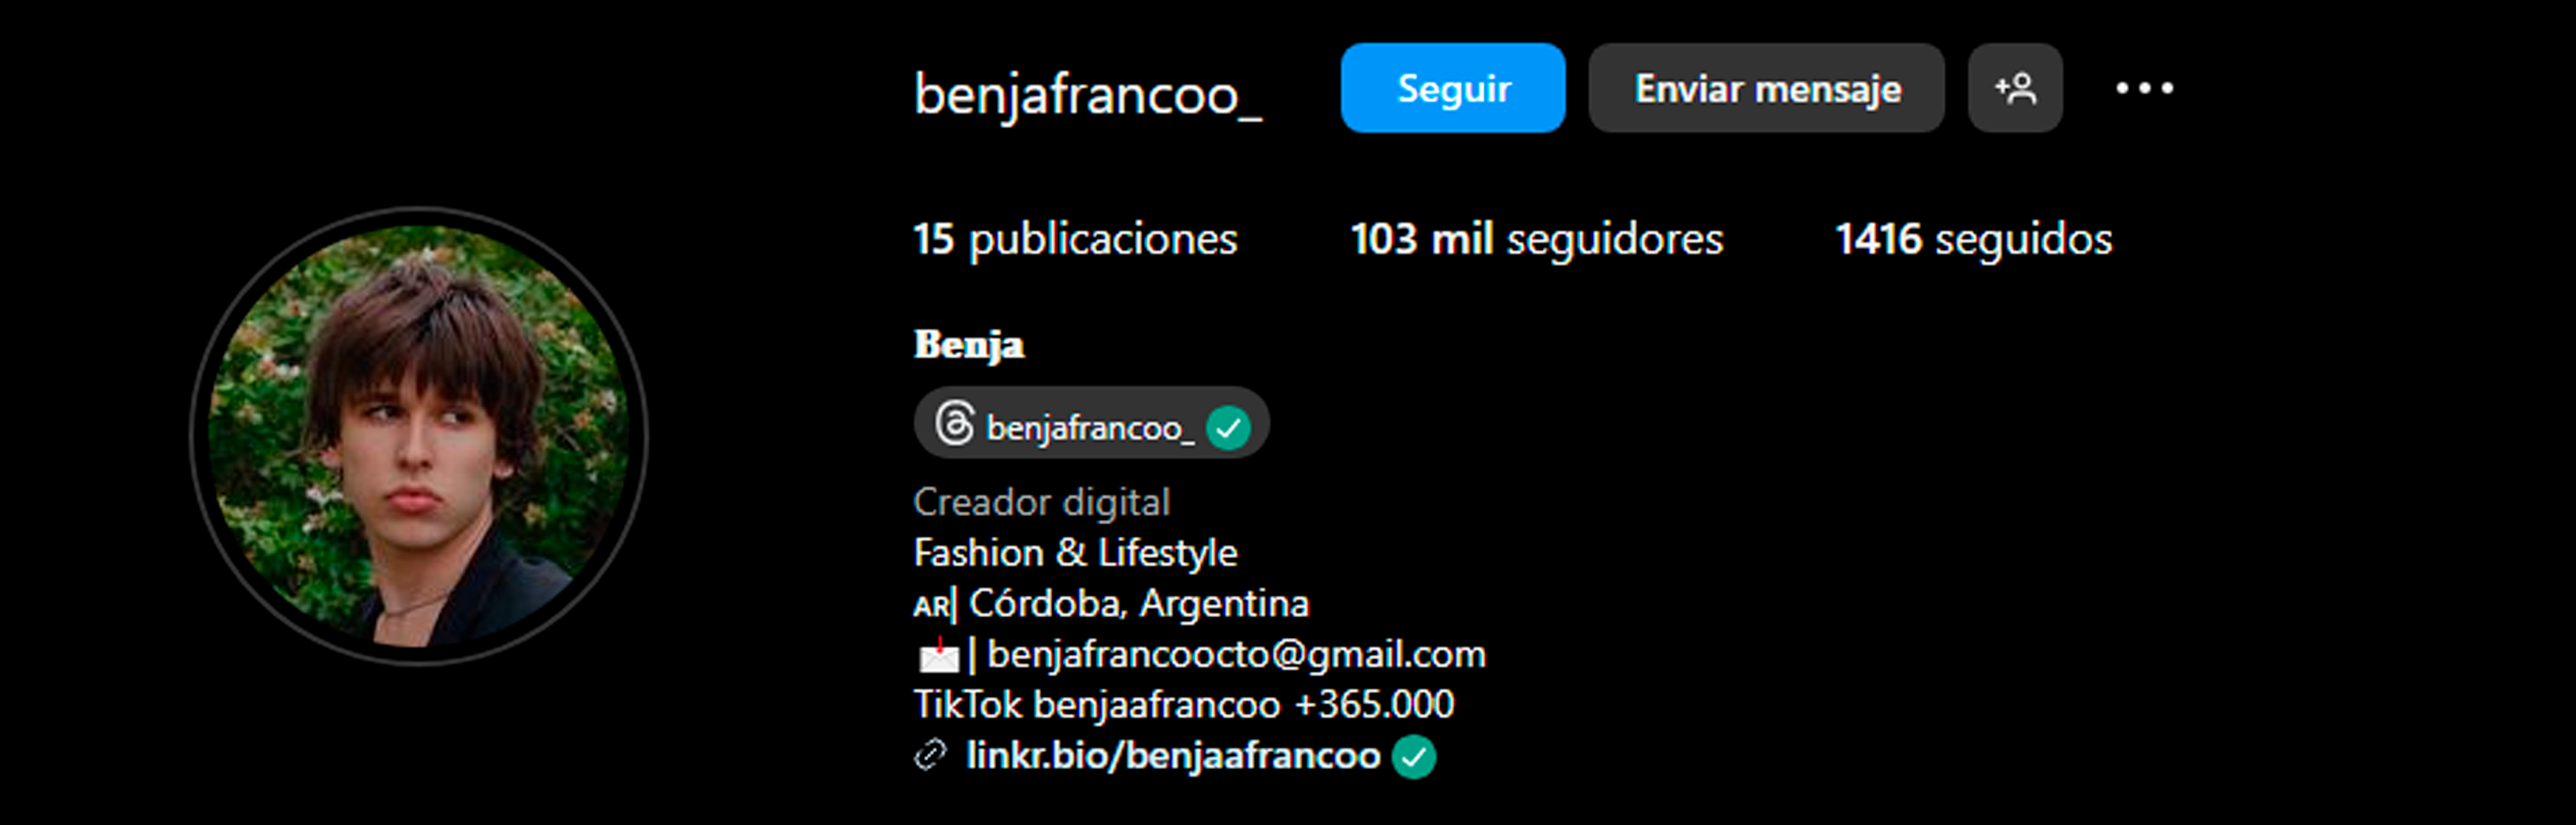 benjafrancoo_ Seguir Enviar mensaje
15 publicaciones 103 mil seguidores 1416 seguidos
Benja
benjafrancoo_
Creador digital
Fashion & Lifestyle
AR| Córdoba, Argentina
📩| benjafrancoocto@gmail.com
TikTok benjaafrancoo +365.000
linkr.bio/benjaafrancoo